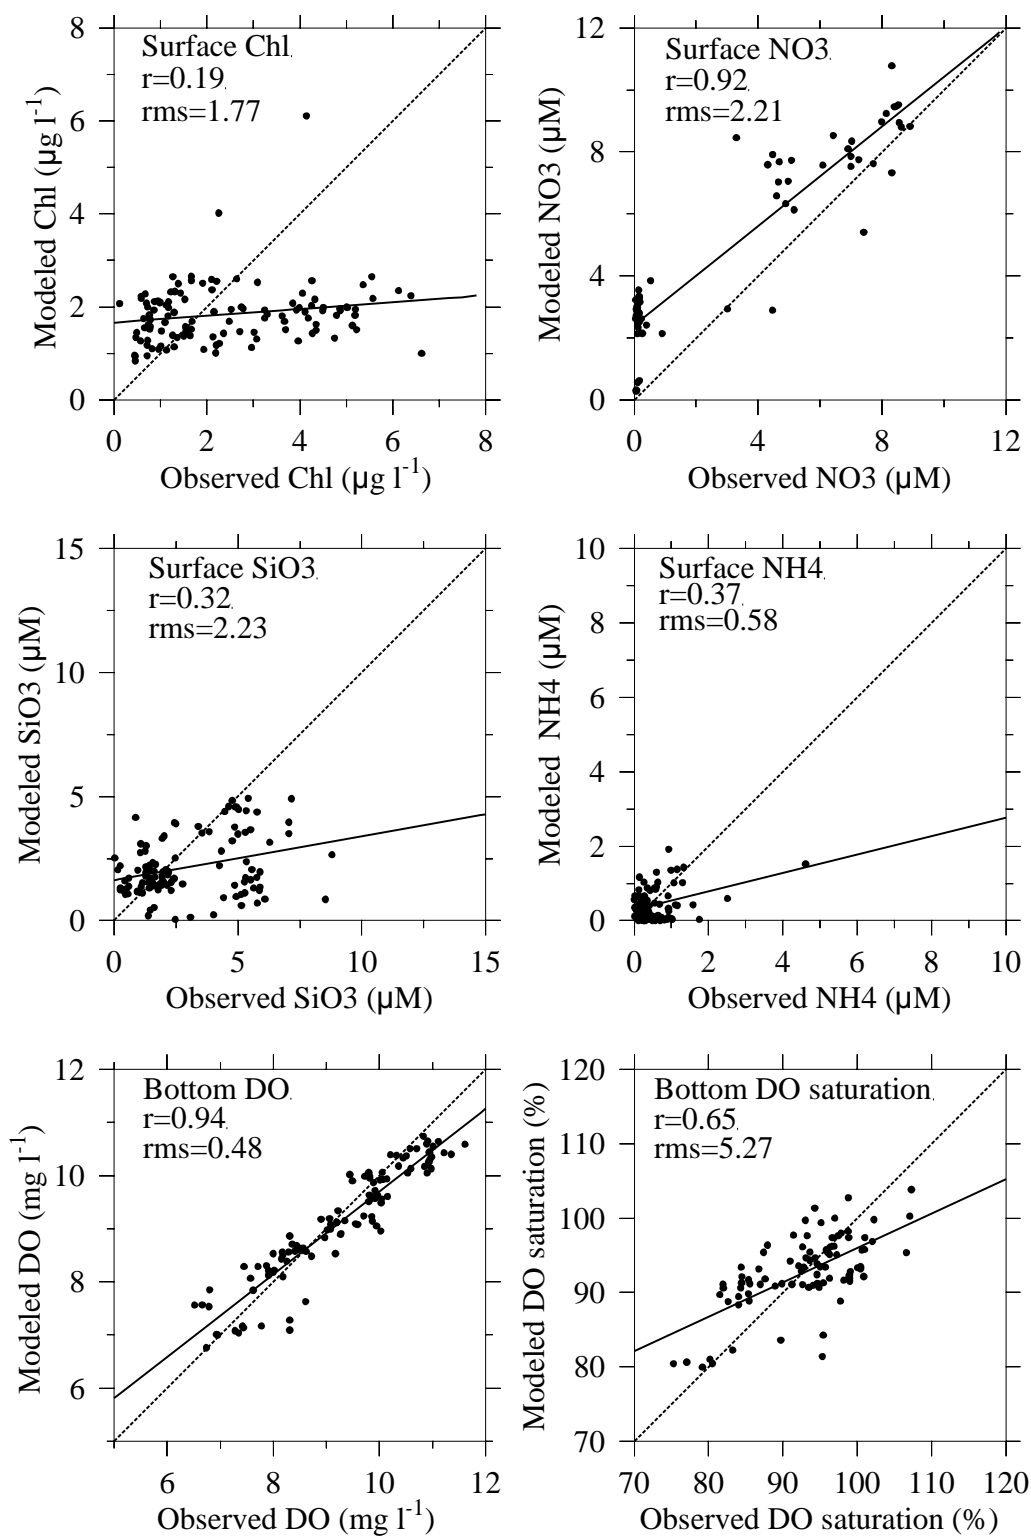 Surface Chl
r=0.19
rms=1.77
8
6
4
2
0
Modeled Chl (µg l⁻¹)
0 2 4 6 8
Observed Chl (µg l⁻¹)
Surface NO3
r=0.92
rms=2.21
12
8
4
0
Modeled NO3 (µM)
0 4 8 12
Observed NO3 (µM)
Surface SiO3
r=0.32
rms=2.23
15
10
5
0
Modeled SiO3 (µM)
0 5 10 15
Observed SiO3 (µM)
Surface NH4
r=0.37
rms=0.58
10
8
6
4
2
0
Modeled NH4 (µM)
0 2 4 6 8 10
Observed NH4 (µM)
Bottom DO
r=0.94
rms=0.48
12
10
8
6
Modeled DO (mg l⁻¹)
6 8 10 12
Observed DO (mg l⁻¹)
Bottom DO saturation
r=0.65
rms=5.27
120
110
100
90
80
70
Modeled DO saturation (%)
70 80 90 100 110 120
Observed DO saturation (%)